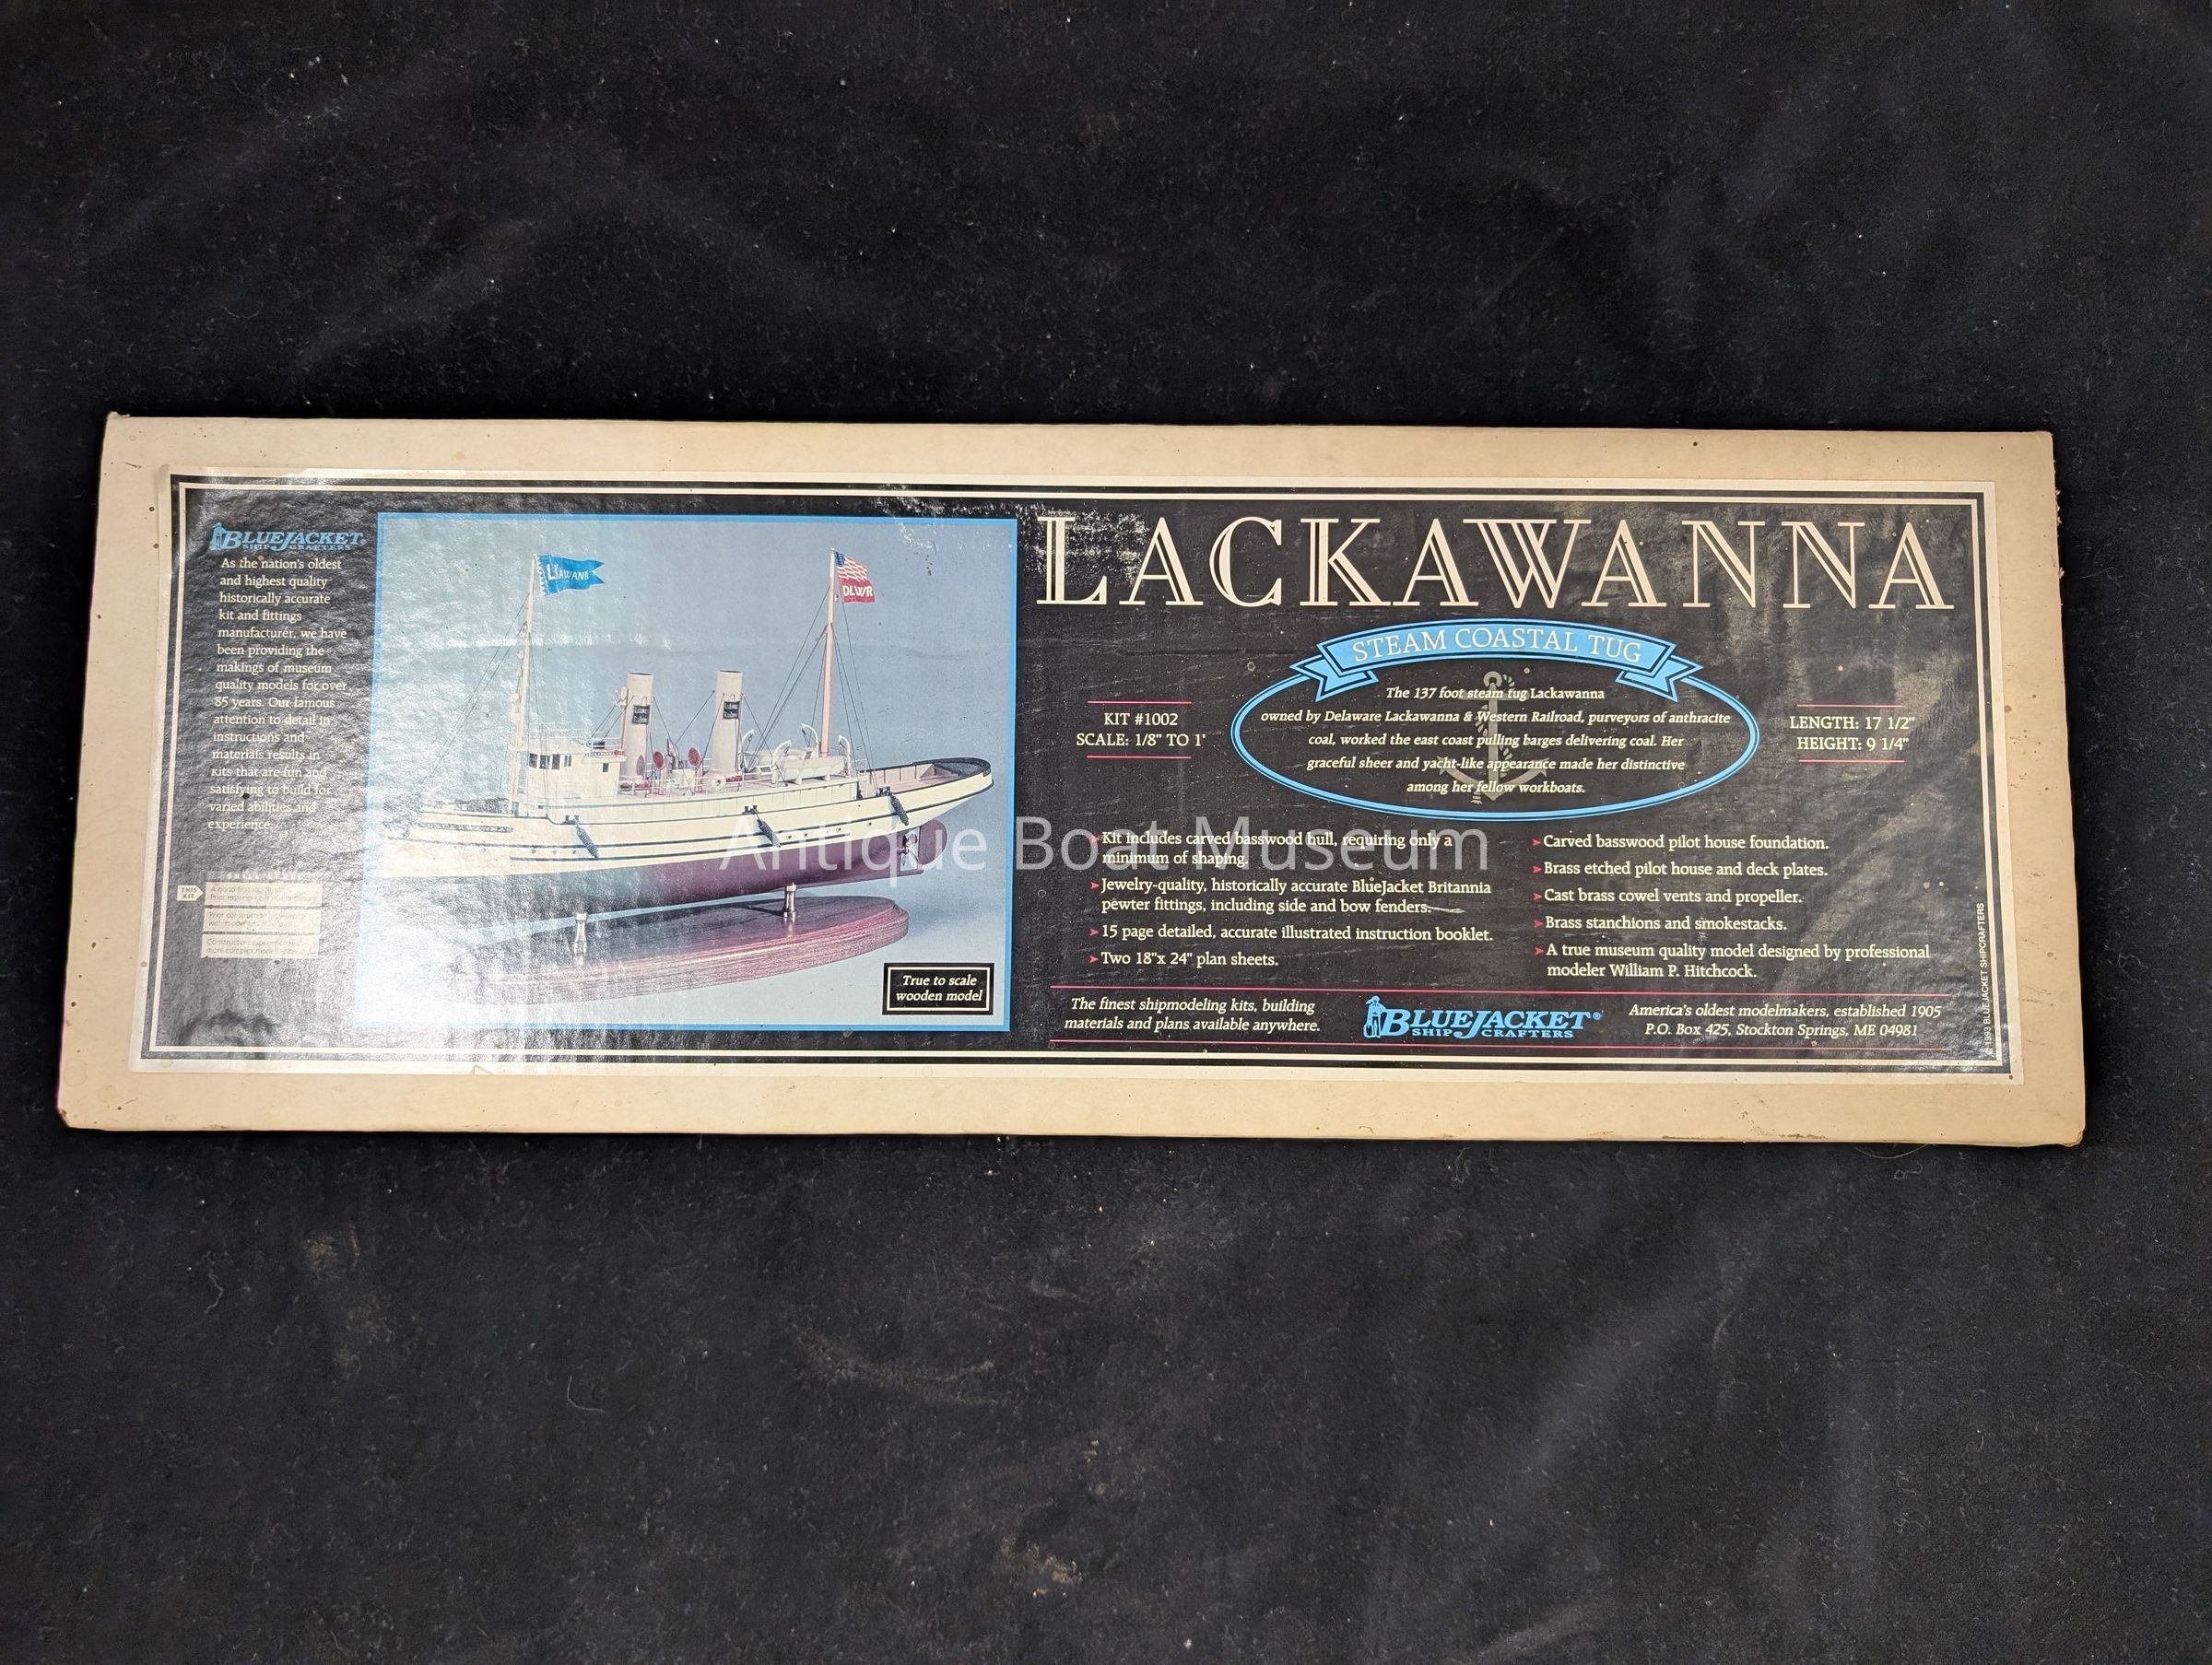 BLUEJACKET
SHIP CRAFTERS
As the nation's oldest
and highest quality
historically accurate
kit and fittings
manufacturer, we have
been providing the
makings of museum
quality models for over
85 years. Our famous
attention to detail in
instructions and
materials results in
kits that are fun and
satisfying to build for
varied abilities and
experience.
THIS
KIT
LACKAWANNA
DLWR
True to scale
wooden model
LACKAWANNA
STEAM COASTAL TUG
The 137 foot steam tug Lackawanna
owned by Delaware Lackawanna & Western Railroad, purveyors of anthracite
coal, worked the east coast pulling barges delivering coal. Her
graceful sheer and yacht-like appearance made her distinctive
among her fellow workboats.
KIT #1002
SCALE: 1/8" TO 1'
LENGTH: 17 1/2"
HEIGHT: 9 1/4"
➤Kit includes carved basswood hull, requiring only a
minimum of shaping.
➤Jewelry-quality, historically accurate BlueJacket Britannia
pewter fittings, including side and bow fenders.
➤15 page detailed, accurate illustrated instruction booklet.
➤Two 18"x 24" plan sheets.
➤Carved basswood pilot house foundation.
➤Brass etched pilot house and deck plates.
➤Cast brass cowel vents and propeller.
➤Brass stanchions and smokestacks.
➤A true museum quality model designed by professional
modeler William P. Hitchcock.
The finest shipmodeling kits, building
materials and plans available anywhere.
BLUEJACKET®
SHIP CRAFTERS
America's oldest modelmakers, established 1905
P.O. Box 425, Stockton Springs, ME 04981
© 1993 BLUEJACKET SHIPCRAFTERS
Antique Boat Museum